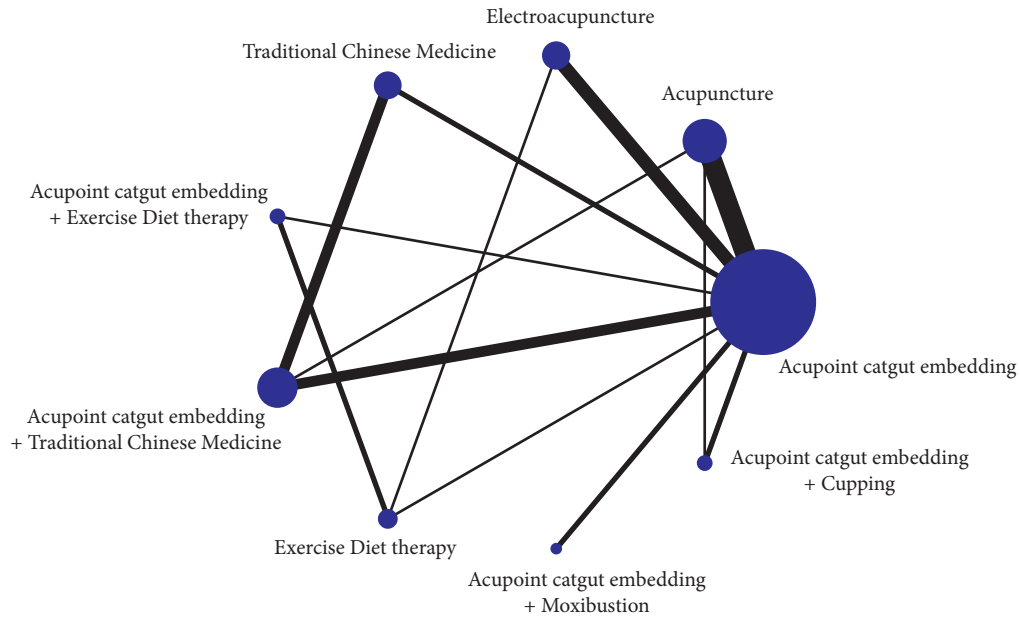 Electroacupuncture
Traditional Chinese Medicine
Acupuncture
Acupoint catgut embedding
+ Exercise Diet therapy
Acupoint catgut embedding
Acupoint catgut embedding
+ Traditional Chinese Medicine
Acupoint catgut embedding
+ Cupping
Exercise Diet therapy
Acupoint catgut embedding
+ Moxibustion